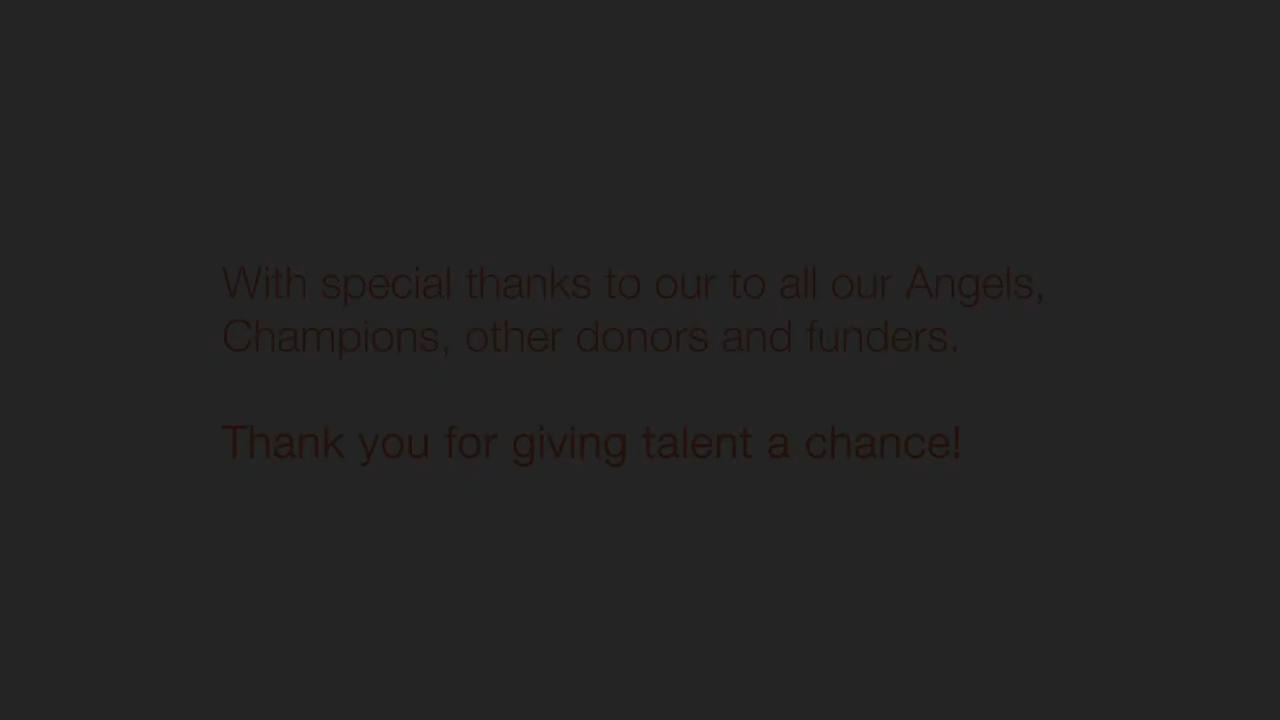 With special thanks to our to all our Angels,
Champions, other donors and funders.
Thank you for giving talent a chance!